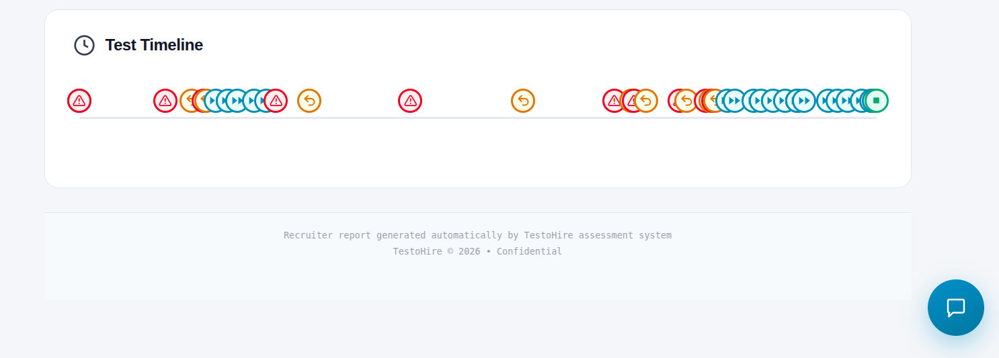 Test Timeline
Recruiter report generated automatically by TestoHire assessment system
TestoHire © 2026 • Confidential